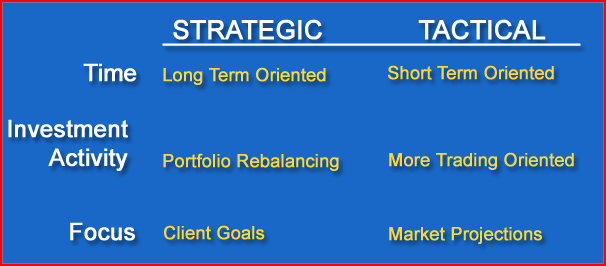 STRATEGIC TACTICAL
Time Long Term Oriented Short Term Oriented
Investment
Activity Portfolio Rebalancing More Trading Oriented
Focus Client Goals Market Projections